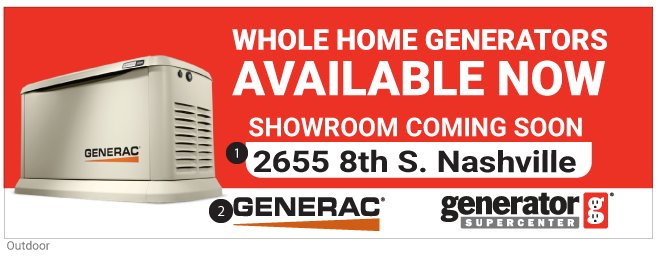 WHOLE HOME GENERATORS
AVAILABLE NOW
SHOWROOM COMING SOON
1 2655 8th S. Nashville
GENERAC
2 GENERAC®
generator g®
SUPERCENTER
Outdoor